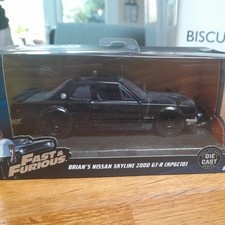 BISCU
FAST & FURIOUS
BRIAN'S NISSAN SKYLINE 2000 GT-R (KPGC10)
DIE CAST